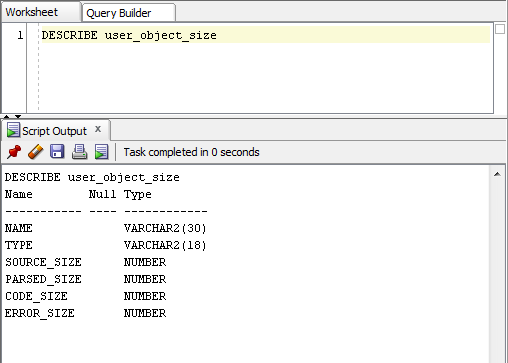 Worksheet Query Builder
1 DESCRIBE user_object_size
Script Output x
Task completed in 0 seconds
DESCRIBE user_object_size
Name        Null Type
----------- ---- ------------
NAME             VARCHAR2(30)
TYPE             VARCHAR2(18)
SOURCE_SIZE      NUMBER
PARSED_SIZE      NUMBER
CODE_SIZE        NUMBER
ERROR_SIZE       NUMBER